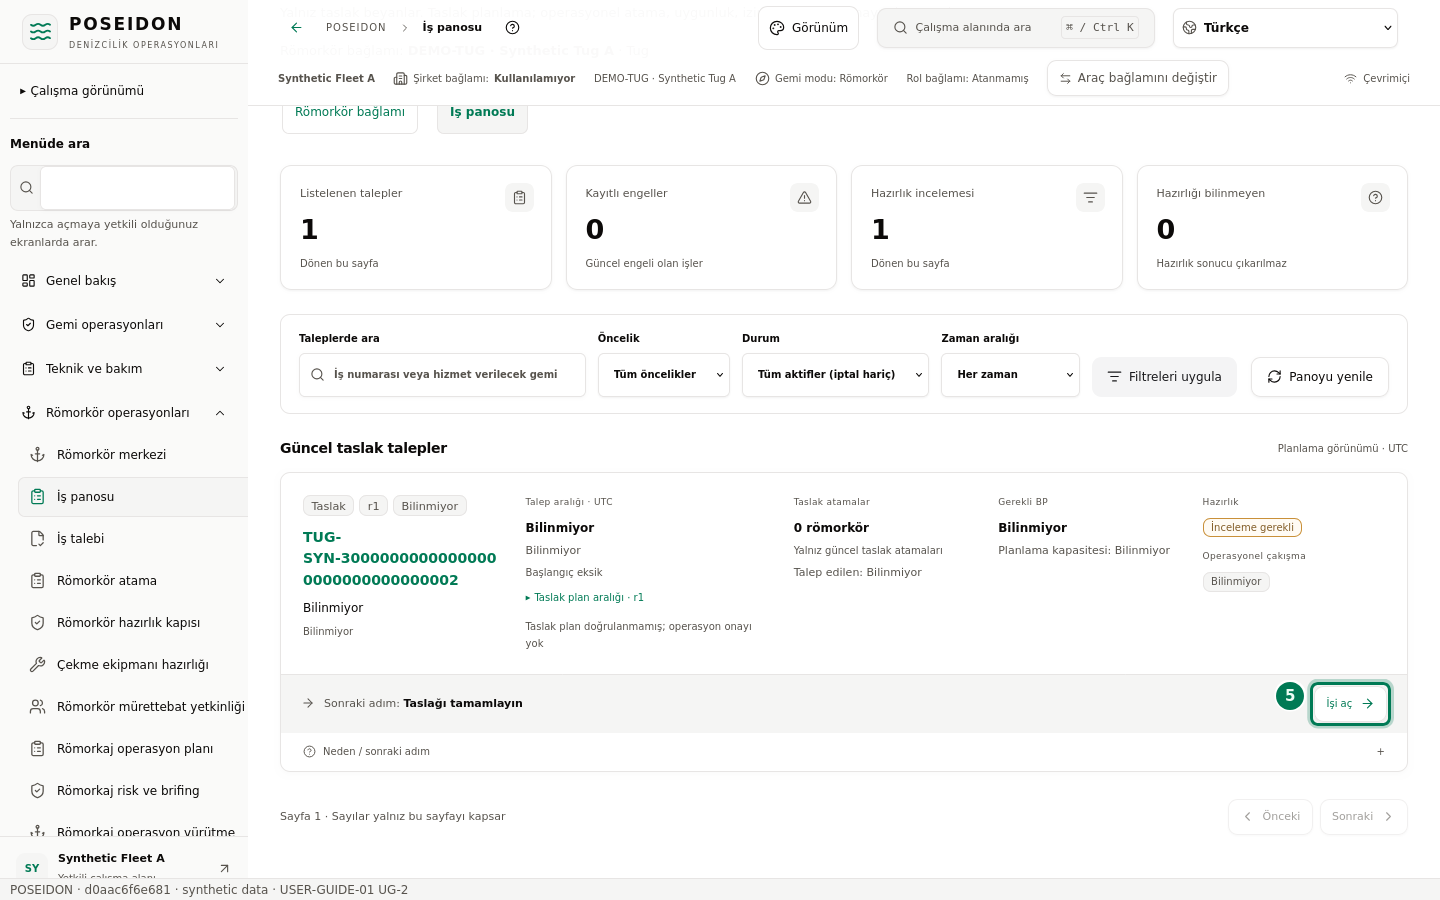 POSEIDON
DENİZCİLİK OPERASYONLARI
▸ Çalışma görünümü
Menüde ara
Yalnızca açmaya yetkili olduğunuz
ekranlarda arar.
Genel bakış
Gemi operasyonları
Teknik ve bakım
Römorkör operasyonları
Römorkör merkezi
İş panosu
İş talebi
Römorkör atama
Römorkör hazırlık kapısı
Çekme ekipmanı hazırlığı
Römorkör mürettebat yetkinliği
Römorkaj operasyon planı
Römorkaj risk ve brifing
Römorkaj operasyon yürütme
SY
Synthetic Fleet A
Yetkili çalışma alanı
POSEIDON
İş panosu
Görünüm
Çalışma alanında ara
⌘ / Ctrl K
Türkçe
Synthetic Fleet A
Şirket bağlamı: Kullanılamıyor
DEMO-TUG · Synthetic Tug A
Gemi modu: Römorkör
Rol bağlamı: Atanmamış
Araç bağlamını değiştir
Çevrimiçi
Römorkör bağlamı
İş panosu
Listelenen talepler
1
Dönen bu sayfa
Kayıtlı engeller
0
Güncel engeli olan işler
Hazırlık incelemesi
1
Dönen bu sayfa
Hazırlığı bilinmeyen
0
Hazırlık sonucu çıkarılmaz
Taleplerde ara
İş numarası veya hizmet verilecek gemi
Öncelik
Tüm öncelikler
Durum
Tüm aktifler (iptal hariç)
Zaman aralığı
Her zaman
Filtreleri uygula
Panoyu yenile
Güncel taslak talepler
Planlama görünümü · UTC
Taslak
r1
Bilinmiyor
TUG-
SYN-3000000000000000
0000000000000002
Bilinmiyor
Bilinmiyor
Talep aralığı · UTC
Bilinmiyor
Bilinmiyor
Başlangıç eksik
▸ Taslak plan aralığı · r1
Taslak plan doğrulanmamış; operasyon onayı
yok
Taslak atamalar
0 römorkör
Yalnız güncel taslak atamaları
Talep edilen: Bilinmiyor
Gerekli BP
Bilinmiyor
Planlama kapasitesi: Bilinmiyor
Hazırlık
İnceleme gerekli
Operasyonel çakışma
Bilinmiyor
Sonraki adım: Taslağı tamamlayın
5
İşi aç
Neden / sonraki adım
+
Sayfa 1 · Sayılar yalnız bu sayfayı kapsar
Önceki
Sonraki
POSEIDON · d0aac6f6e681 · synthetic data · USER-GUIDE-01 UG-2